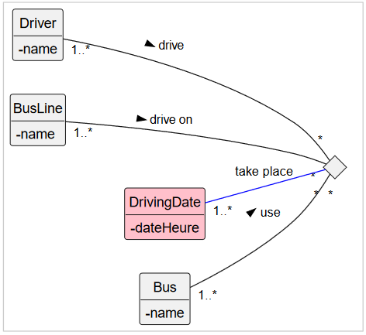 Driver
-name
drive
1..*
*
BusLine
-name
drive on
1..*
*
DrivingDate
-dateHeure
take place
1..*
*
use
*
Bus
-name
1..*